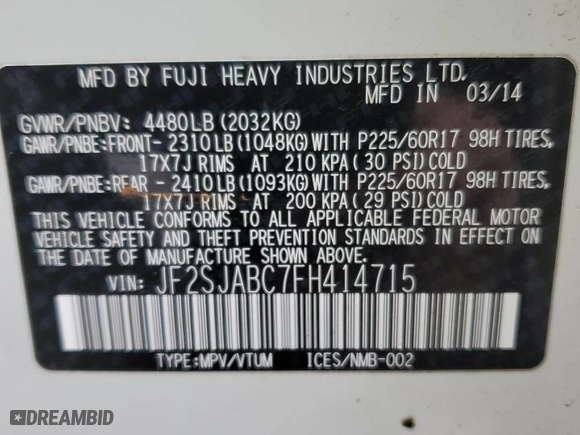 MFD BY FUJI HEAVY INDUSTRIES LTD.
MFD IN 03/14
GVWR/PNBV: 4480LB(2032KG)
GAWR/PNBE:FRONT-2310LB(1048KG)WITH P225/60R17 98H TIRES,
17X7J RIMS AT 210 KPA(30 PSI)COLD
GAWR/PNBE:REAR -2410LB(1093KG)WITH P225/60R17 98H TIRES,
17X7J RIMS AT 200 KPA(29 PSI)COLD
THIS VEHICLE CONFORMS TO ALL APPLICABLE FEDERAL MOTOR
VEHICLE SAFETY AND THEFT PREVENTION STANDARDS IN EFFECT ON
THE DATE OF MANUFACTURE SHOWN ABOVE.
VIN: JF2SJABC7FH414715
TYPE:MPV/VTUM ICES/NMB-002
DREAMBID